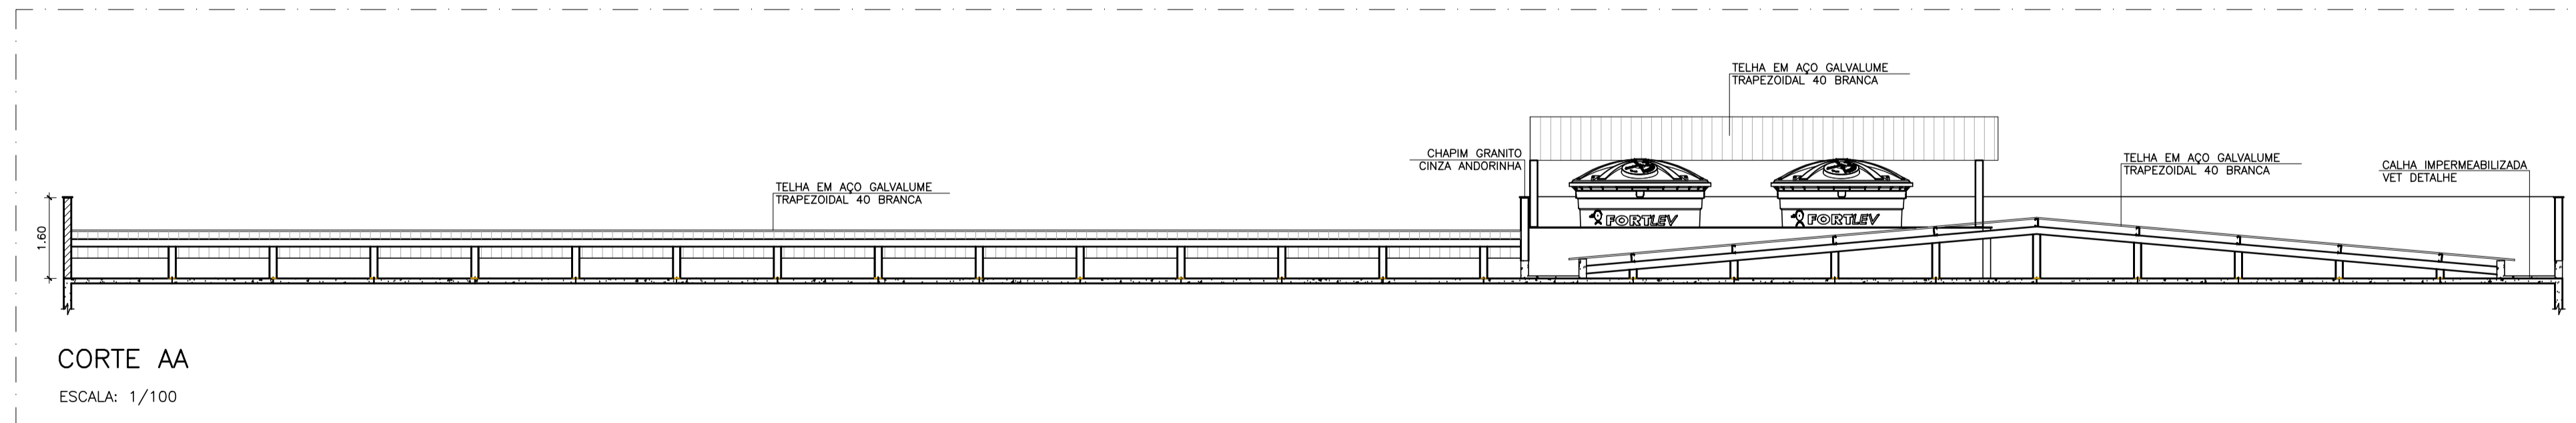 TELHA EM AÇO GALVALUME
TRAPEZOIDAL 40 BRANCA
CHAPIM GRANITO
CINZA ANDORINHA
TELHA EM AÇO GALVALUME
TRAPEZOIDAL 40 BRANCA
CALHA IMPERMEABILIZADA
VET DETALHE
TELHA EM AÇO GALVALUME
TRAPEZOIDAL 40 BRANCA
FORTLEV
FORTLEV
1.60
CORTE AA
ESCALA: 1/100